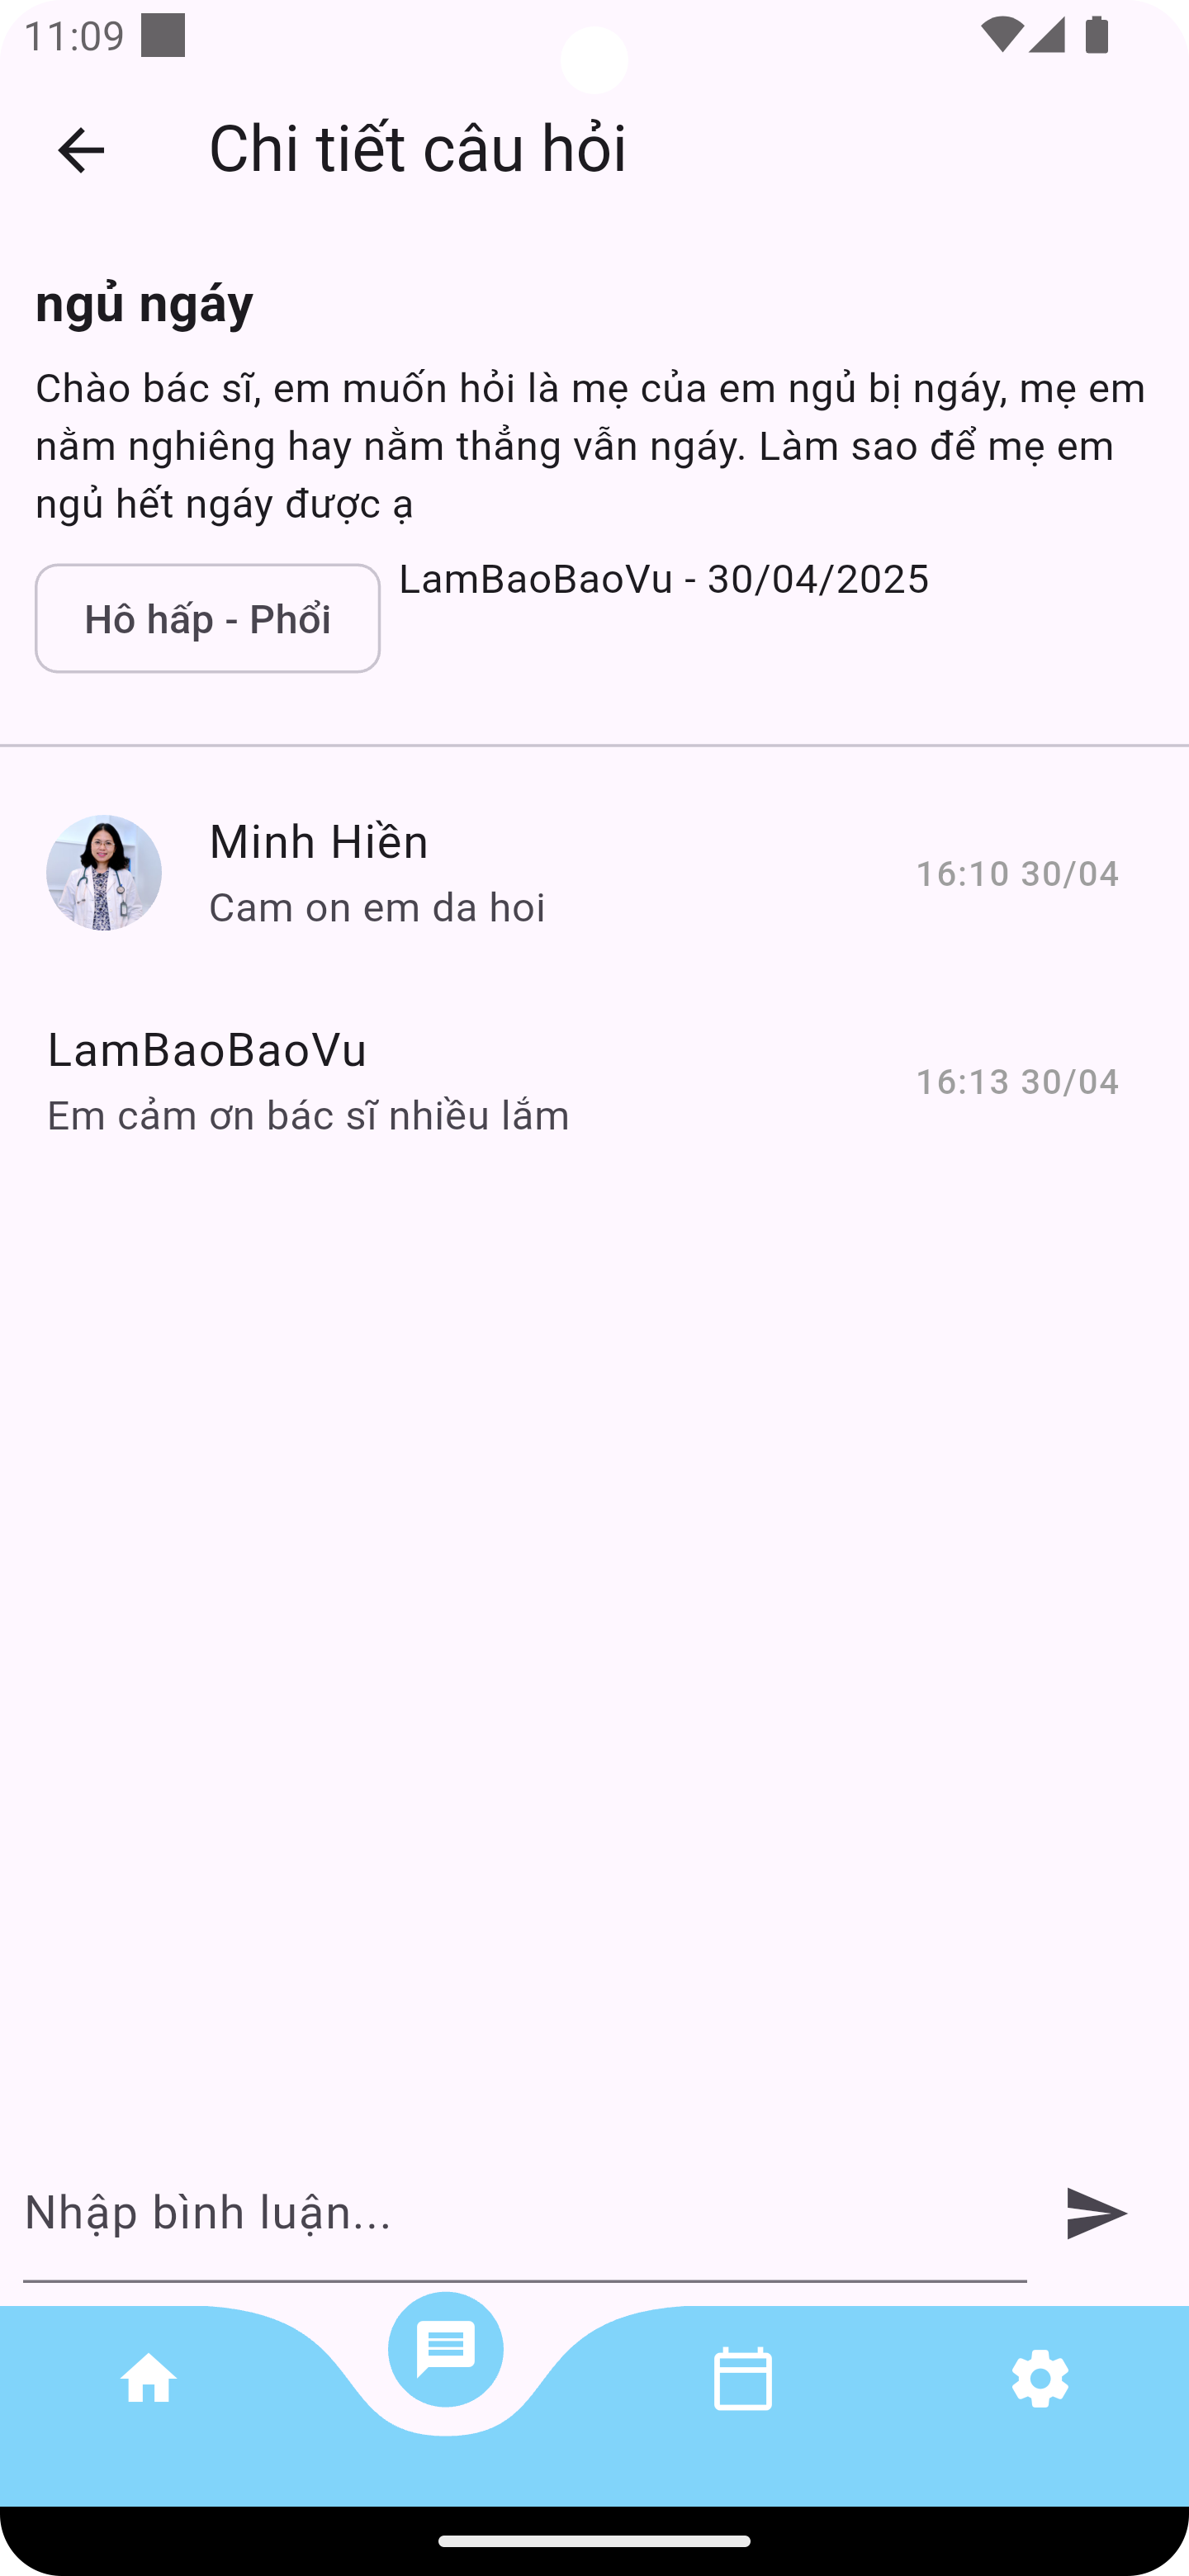 11:09
Chi tiết câu hỏi
ngủ ngáy
Chào bác sĩ, em muốn hỏi là mẹ của em ngủ bị ngáy, mẹ em
nằm nghiêng hay nằm thẳng vẫn ngáy. Làm sao để mẹ em
ngủ hết ngáy được ạ
Hô hấp - Phổi
LamBaoBaoVu - 30/04/2025
Minh Hiền
Cam on em da hoi
16:10 30/04
LamBaoBaoVu
Em cảm ơn bác sĩ nhiều lắm
16:13 30/04
Nhập bình luận...